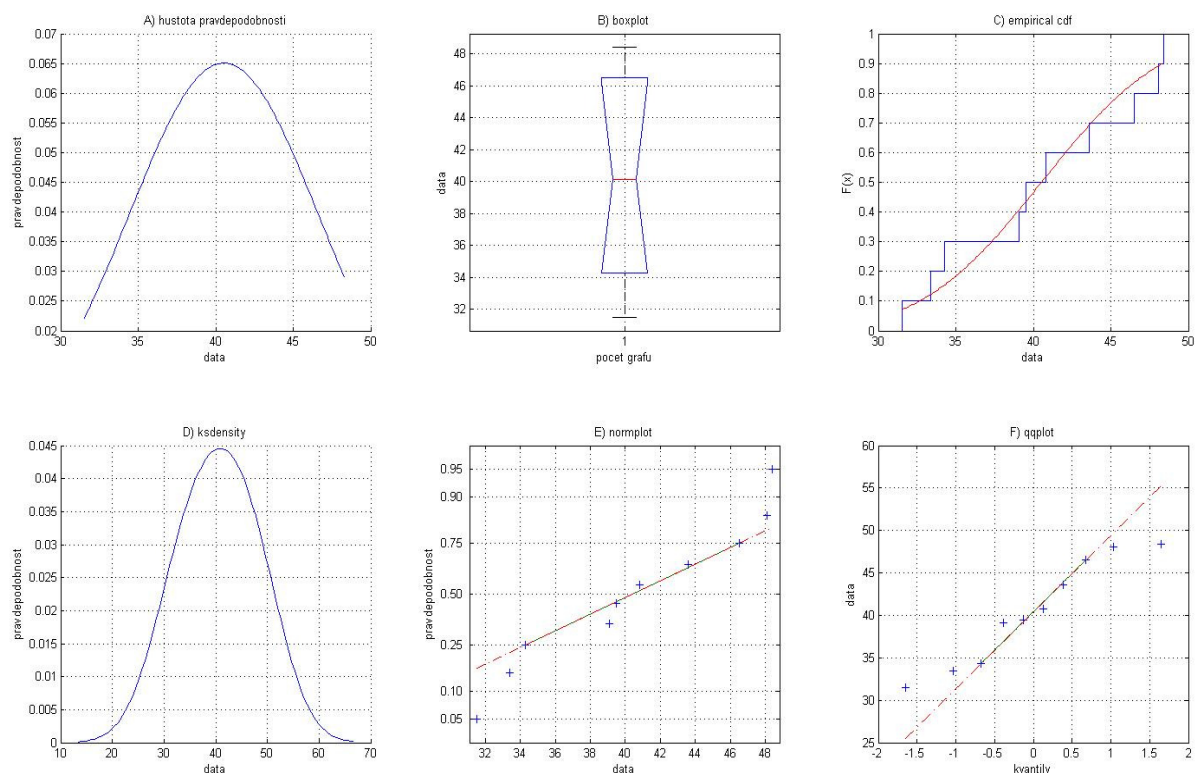 A) hustota pravdepodobnosti
0.07
0.065
0.06
0.055
0.05
0.045
0.04
0.035
0.03
0.025
0.02
pravdepodobnost
30 35 40 45 50
data
B) boxplot
48
46
44
42
40
38
36
34
32
data
1
pocet grafu
C) empirical cdf
1
0.9
0.8
0.7
0.6
0.5
0.4
0.3
0.2
0.1
0
F(x)
30 35 40 45 50
data
D) ksdensity
0.045
0.04
0.035
0.03
0.025
0.02
0.015
0.01
0.005
0
pravdepodobnost
10 20 30 40 50 60 70
data
E) normplot
0.95
0.90
0.75
0.50
0.25
0.10
0.05
pravdepodobnost
32 34 36 38 40 42 44 46 48
data
F) qqplot
60
55
50
45
40
35
30
25
data
-2 -1.5 -1 -0.5 0 0.5 1 1.5 2
kvantily